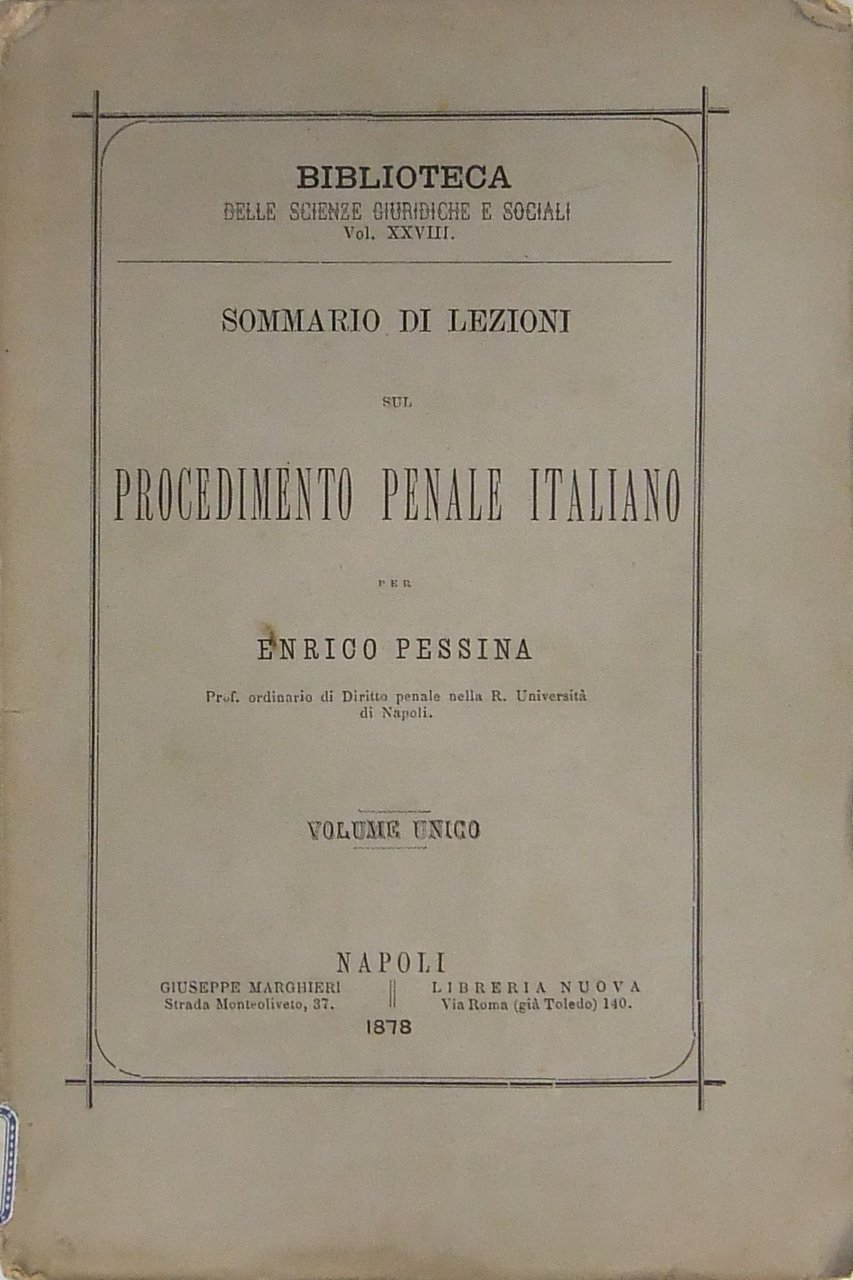 BIBLIOTECA
DELLE SCIENZE GIURIDICHE E SOCIALI
Vol. XXVIII.
SOMMARIO DI LEZIONI
SUL
PROCEDIMENTO PENALE ITALIANO
PER
ENRICO PESSINA
Prof. ordinario di Diritto penale nella R. Università
di Napoli.
VOLUME UNICO
NAPOLI
GIUSEPPE MARGHIERI
Strada Monteoliveto, 37.
LIBRERIA NUOVA
Via Roma (già Toledo) 140.
1878